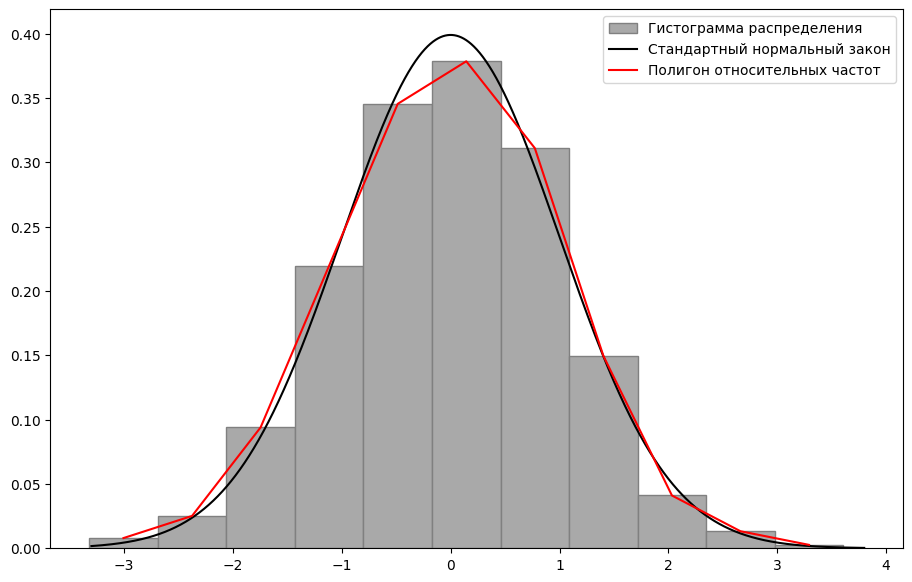 Гистограмма распределения
Стандартный нормальный закон
Полигон относительных частот
0.40
0.35
0.30
0.25
0.20
0.15
0.10
0.05
0.00
−3 −2 −1 0 1 2 3 4